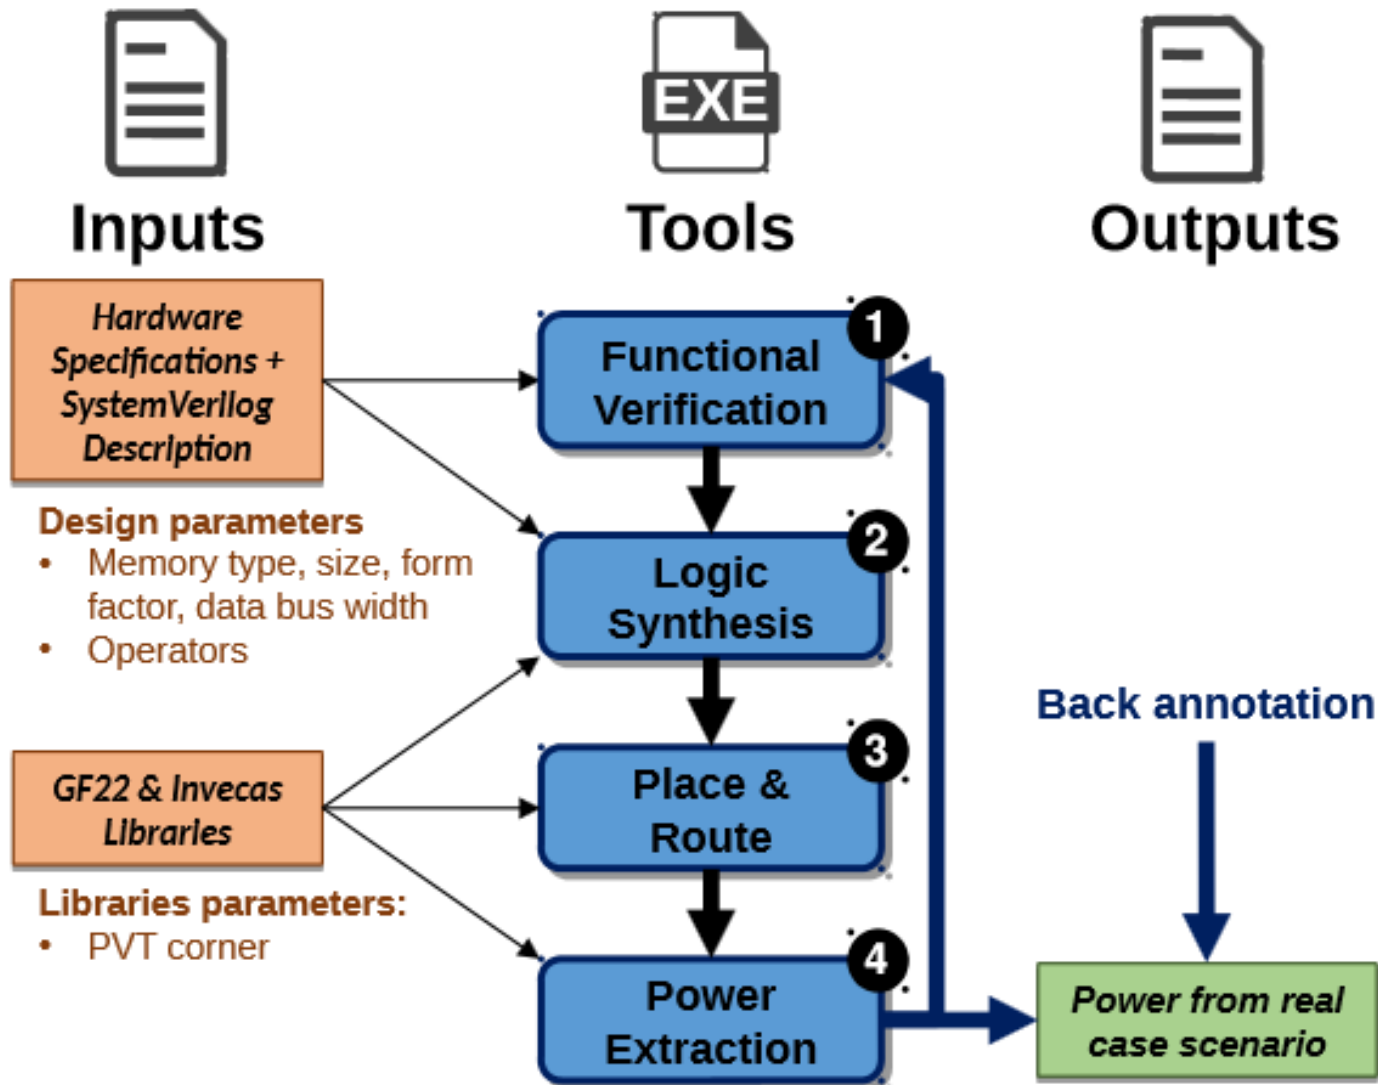 EXE
Inputs
Tools
Outputs
Hardware
Specifications +
SystemVerilog
Description
Design parameters
• Memory type, size, form
factor, data bus width
• Operators
GF22 & Invecas
Libraries
Libraries parameters:
• PVT corner
1
Functional
Verification
2
Logic
Synthesis
3
Place &
Route
4
Power
Extraction
Back annotation
Power from real
case scenario